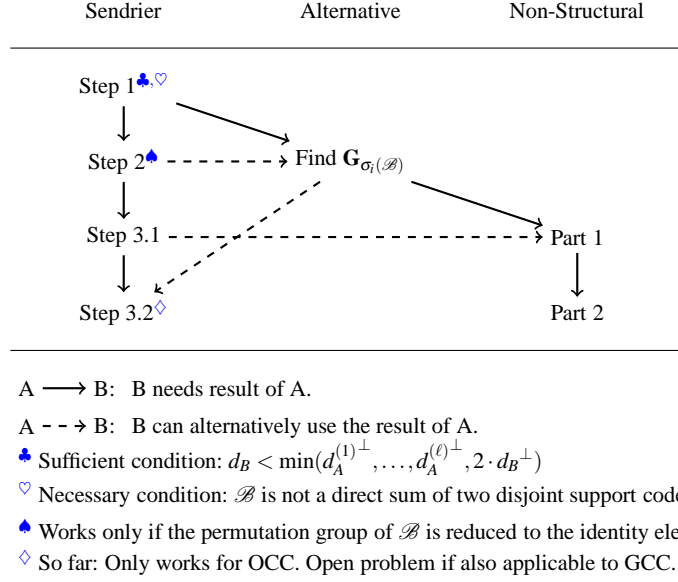 Sendrier Alternative Non-Structural
Step 1♣,♡
Step 2♠ Find G_{σ_i(ℬ)}
Step 3.1 Part 1
Step 3.2♢ Part 2
A ⟶ B: B needs result of A.
A - - → B: B can alternatively use the result of A.
♣ Sufficient condition: d_B < min(d_A^{(1)⊥},...,d_A^{(ℓ)⊥}, 2 · d_B^⊥)
♡ Necessary condition: ℬ is not a direct sum of two disjoint support code
♠ Works only if the permutation group of ℬ is reduced to the identity ele
♢ So far: Only works for OCC. Open problem if also applicable to GCC.